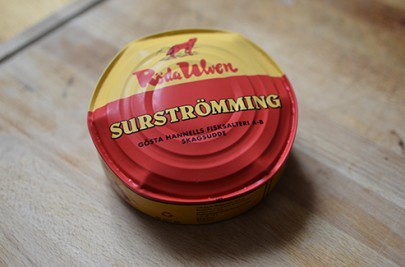 Röda Ulven
SURSTRÖMMING
GÖSTA HANNELLS FISKSALTERI A-B
SKAGSUDDE